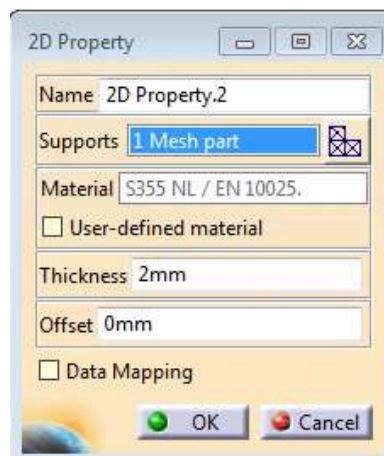 2D Property
Name 2D Property.2
Supports 1 Mesh part
Material S355 NL / EN 10025.
User-defined material
Thickness 2mm
Offset 0mm
Data Mapping
OK Cancel